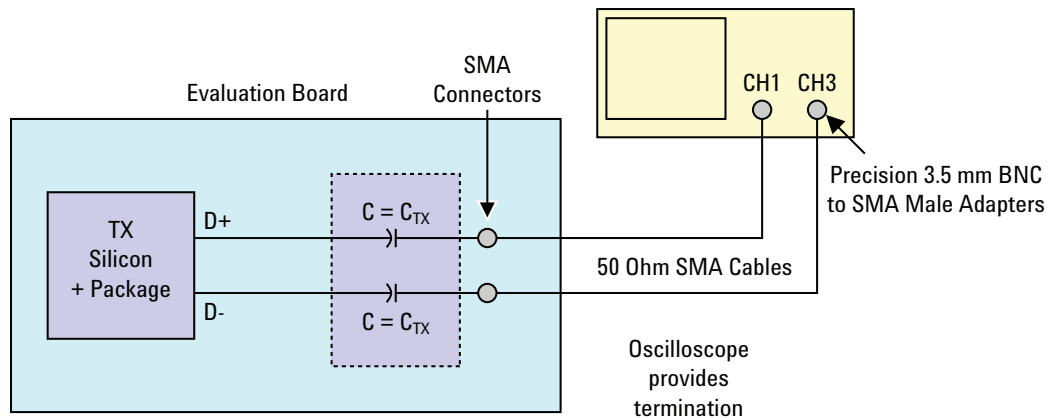 Evaluation Board
SMA
Connectors
CH1 CH3
Precision 3.5 mm BNC
to SMA Male Adapters
TX
Silicon
+ Package
D+
D-
C = CTX
C = CTX
50 Ohm SMA Cables
Oscilloscope
provides
termination